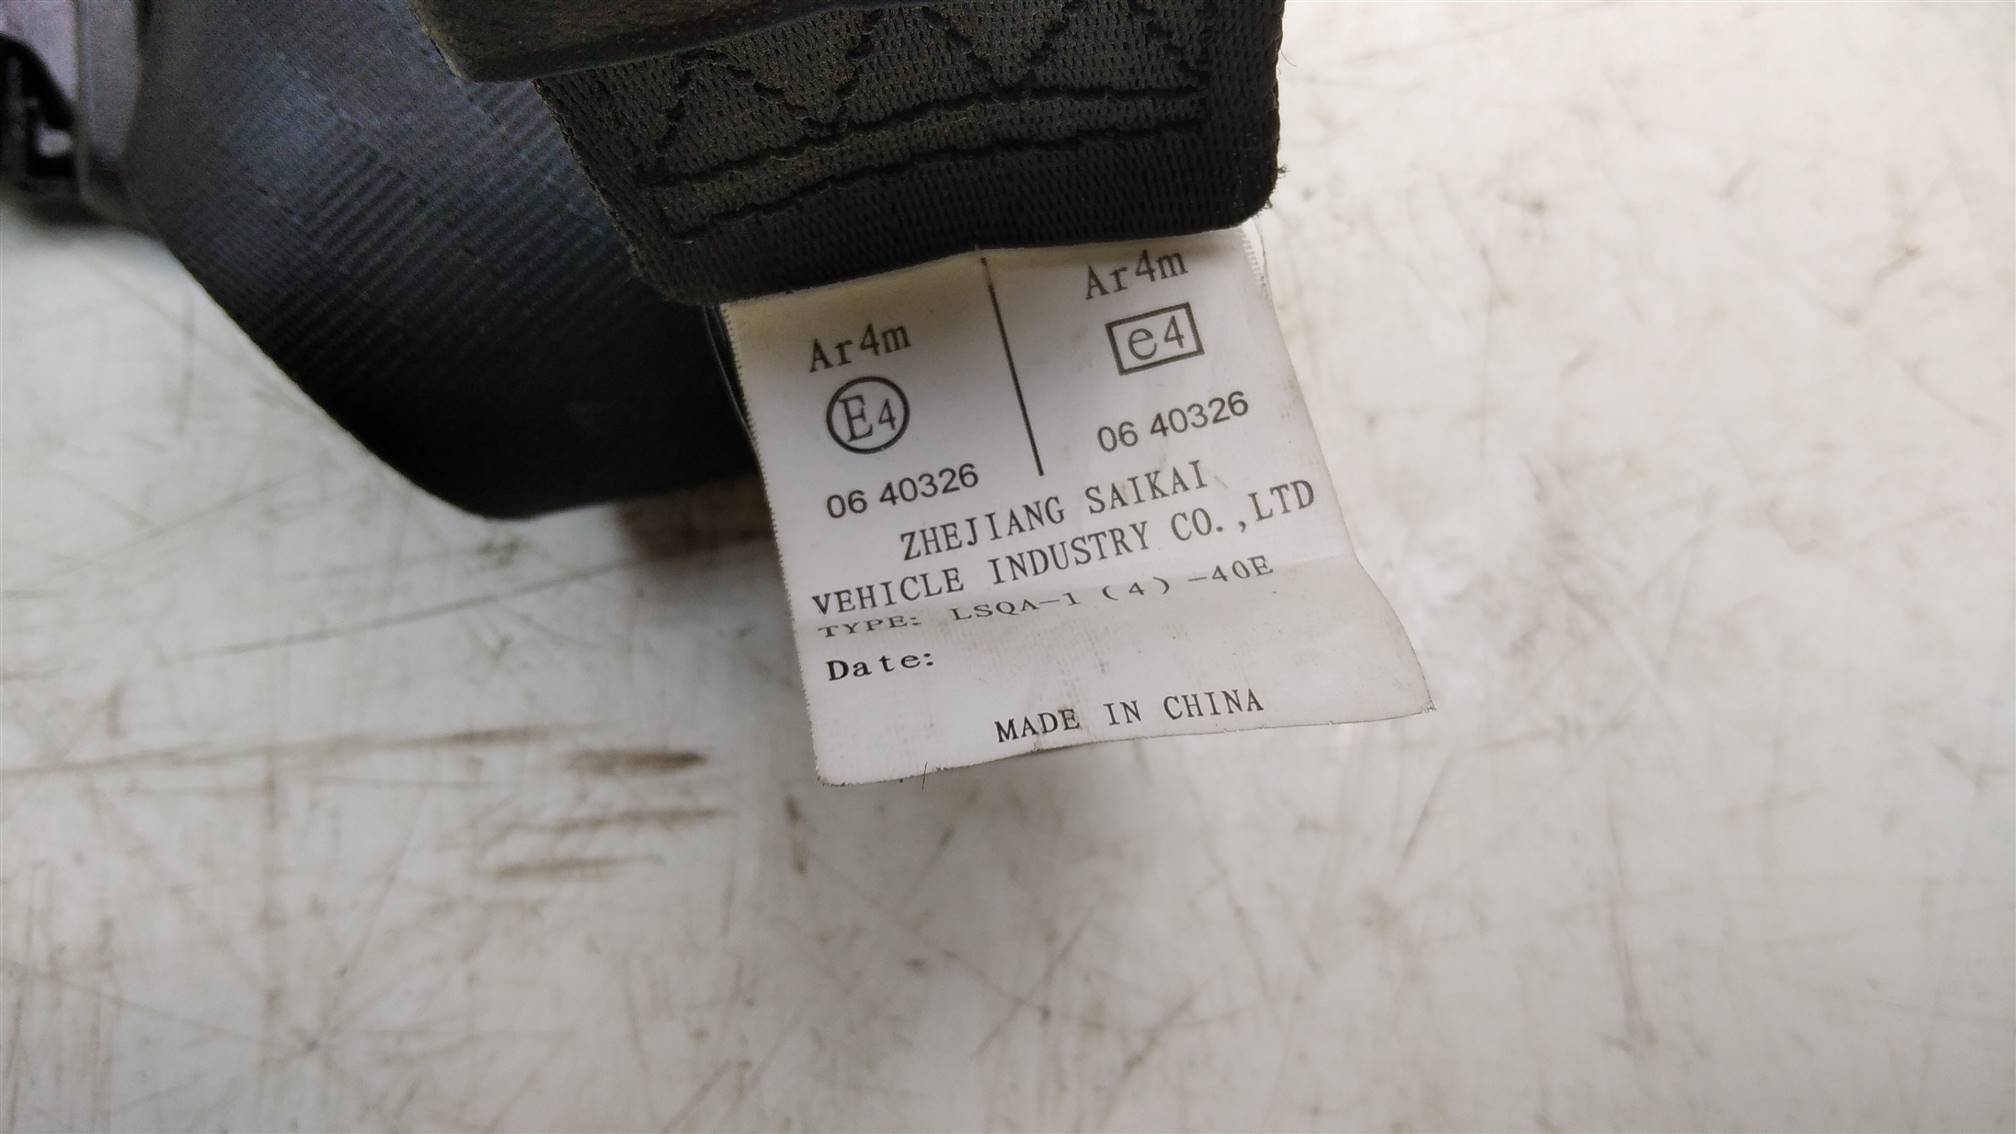 Ar4m
E4
06 40326
Ar4m
e4
06 40326
ZHEJIANG SAIKAI
VEHICLE INDUSTRY CO.,LTD
TYPE: LSQA-1(4)-40E
Date:
MADE IN CHINA